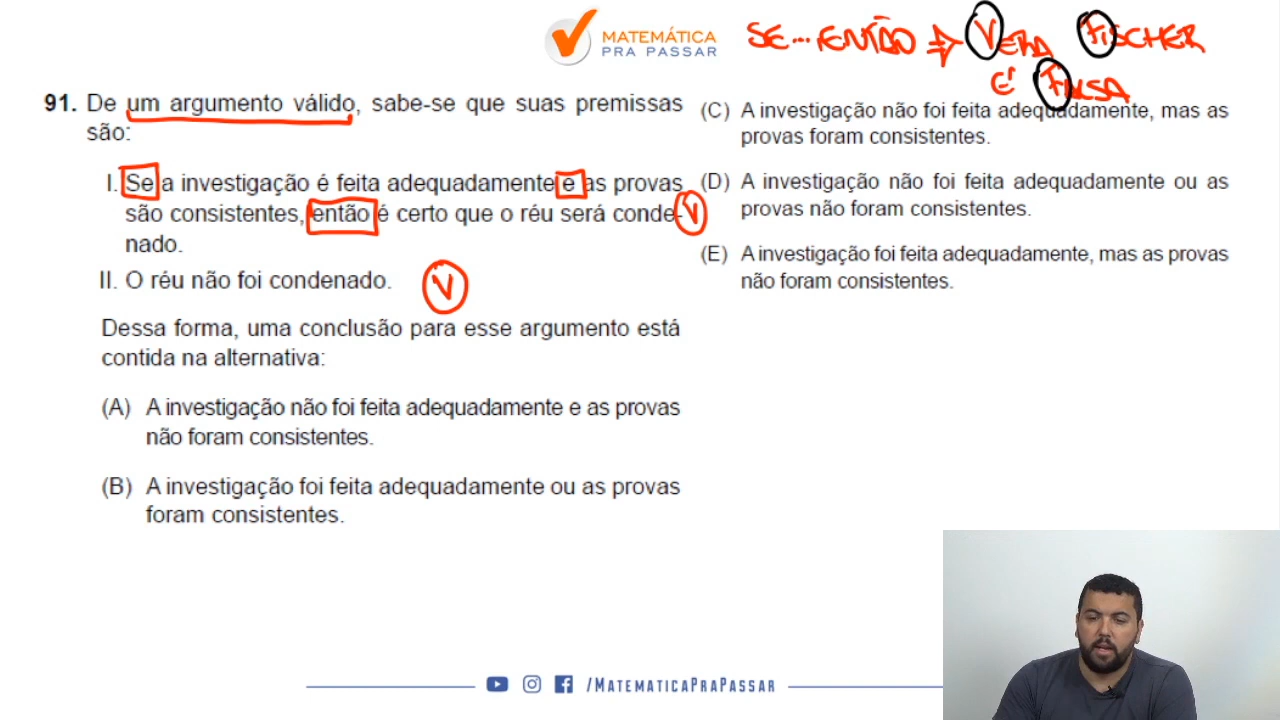 MATEMÁTICA
PRA PASSAR
SE... ENTÃO => VERA FISCHER
É FALSA
91. De um argumento válido, sabe-se que suas premissas
são:
I. Se a investigação é feita adequadamente e as provas
são consistentes, então é certo que o réu será conde-
nado.
V
II. O réu não foi condenado.
V
Dessa forma, uma conclusão para esse argumento está
contida na alternativa:
(A) A investigação não foi feita adequadamente e as provas
não foram consistentes.
(B) A investigação foi feita adequadamente ou as provas
foram consistentes.
(C) A investigação não foi feita adequadamente, mas as
provas foram consistentes.
(D) A investigação não foi feita adequadamente ou as
provas não foram consistentes.
(E) A investigação foi feita adequadamente, mas as provas
não foram consistentes.
/MATEMATICAPRAPASSAR